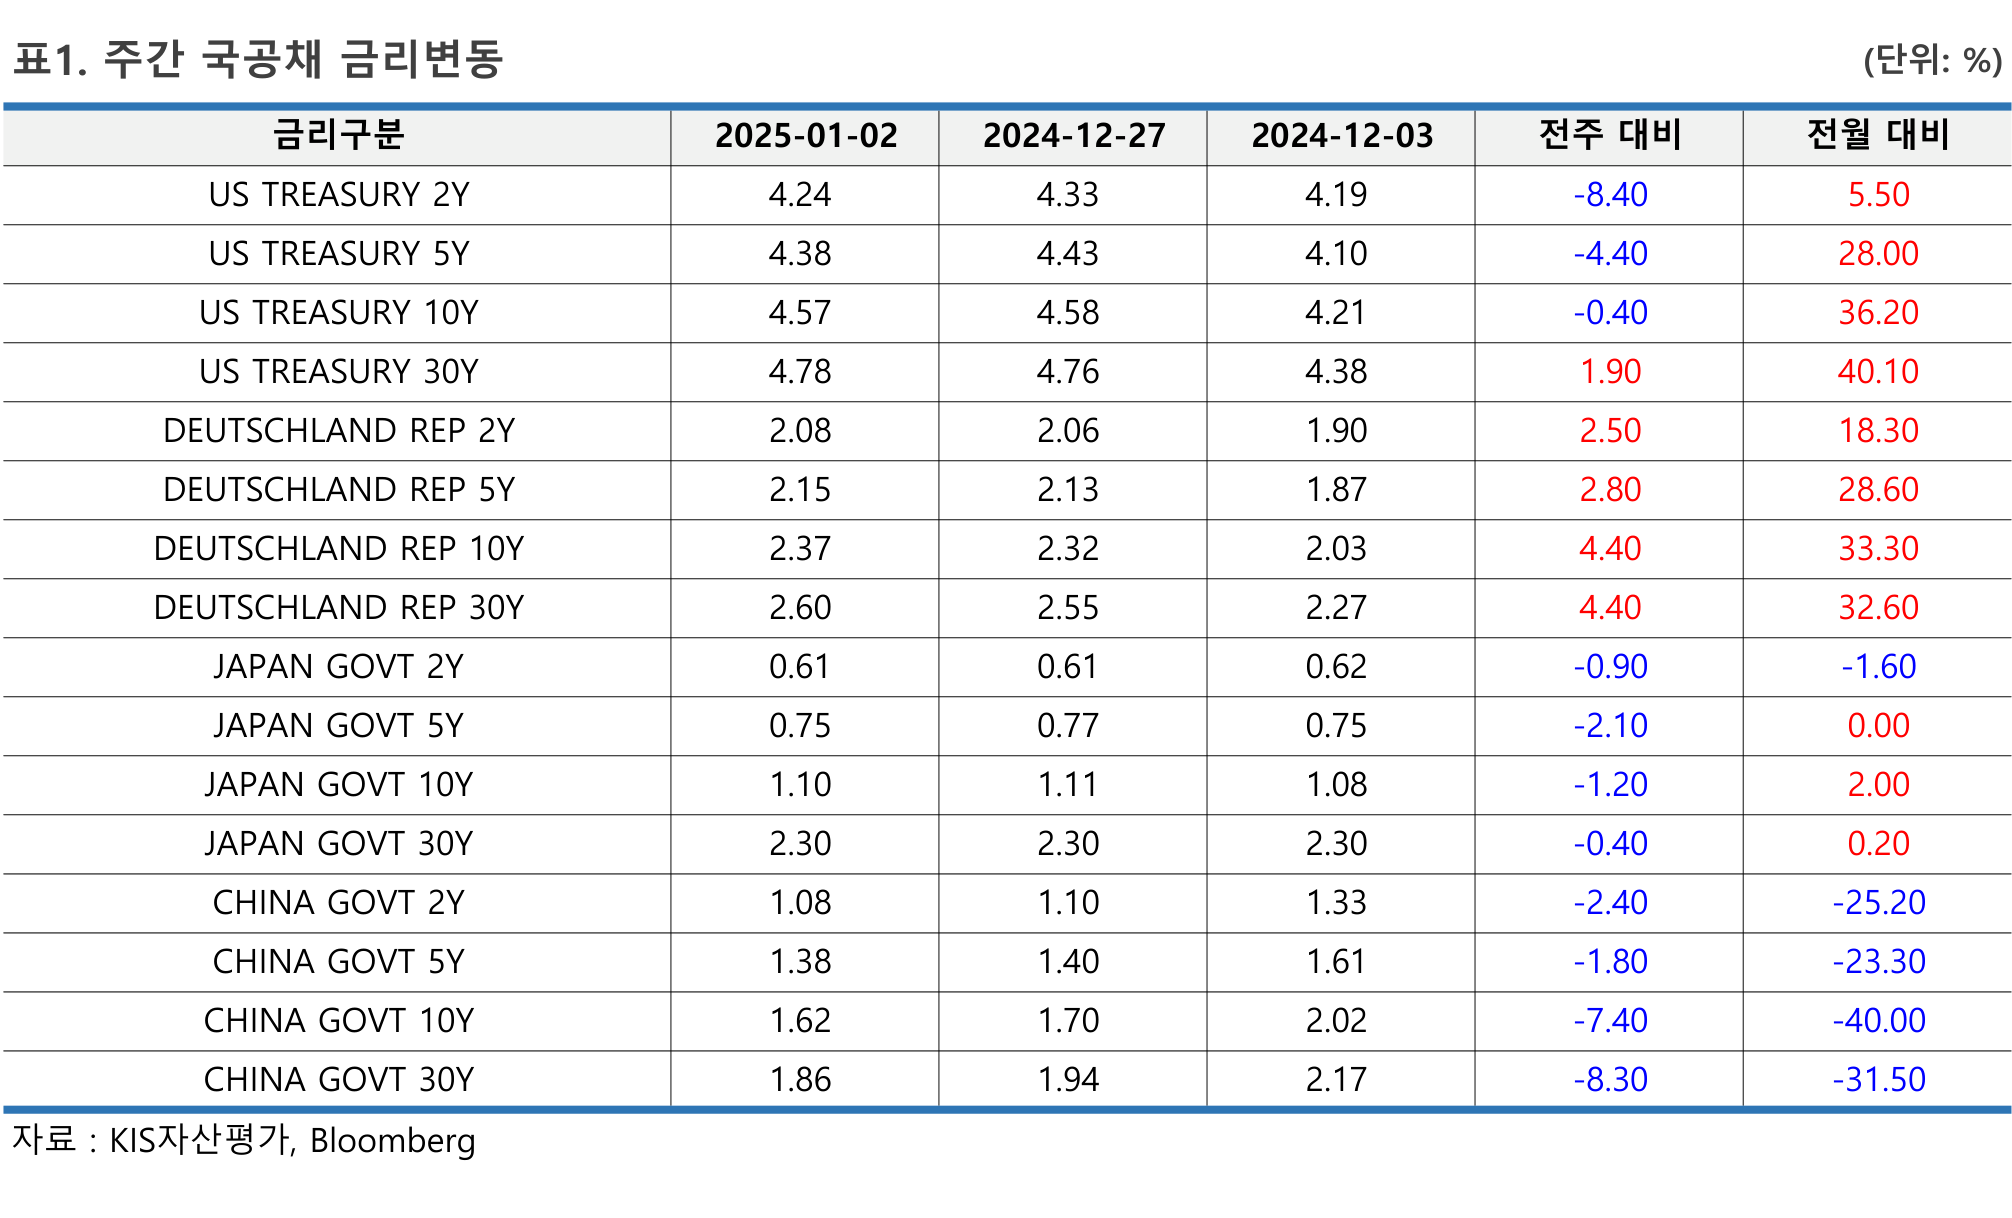 표1. 주간 국공채 금리변동 (단위: %)
금리구분 2025-01-02 2024-12-27 2024-12-03 전주 대비 전월 대비
US TREASURY 2Y 4.24 4.33 4.19 -8.40 5.50
US TREASURY 5Y 4.38 4.43 4.10 -4.40 28.00
US TREASURY 10Y 4.57 4.58 4.21 -0.40 36.20
US TREASURY 30Y 4.78 4.76 4.38 1.90 40.10
DEUTSCHLAND REP 2Y 2.08 2.06 1.90 2.50 18.30
DEUTSCHLAND REP 5Y 2.15 2.13 1.87 2.80 28.60
DEUTSCHLAND REP 10Y 2.37 2.32 2.03 4.40 33.30
DEUTSCHLAND REP 30Y 2.60 2.55 2.27 4.40 32.60
JAPAN GOVT 2Y 0.61 0.61 0.62 -0.90 -1.60
JAPAN GOVT 5Y 0.75 0.77 0.75 -2.10 0.00
JAPAN GOVT 10Y 1.10 1.11 1.08 -1.20 2.00
JAPAN GOVT 30Y 2.30 2.30 2.30 -0.40 0.20
CHINA GOVT 2Y 1.08 1.10 1.33 -2.40 -25.20
CHINA GOVT 5Y 1.38 1.40 1.61 -1.80 -23.30
CHINA GOVT 10Y 1.62 1.70 2.02 -7.40 -40.00
CHINA GOVT 30Y 1.86 1.94 2.17 -8.30 -31.50
자료 : KIS자산평가, Bloomberg